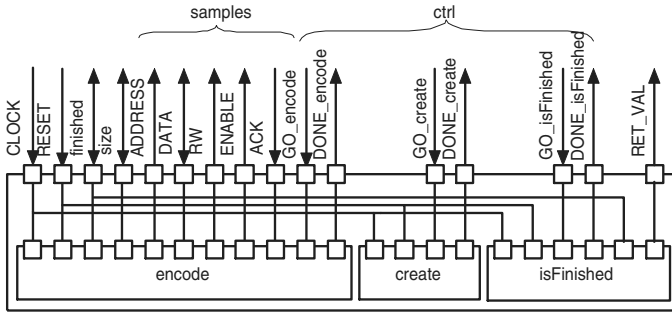 samples
ctrl
CLOCK
RESET
finished
size
ADDRESS
DATA
RW
ENABLE
ACK
GO_encode
DONE_encode
GO_create
DONE_create
GO_isFinished
DONE_isFinished
RET_VAL
encode
create
isFinished